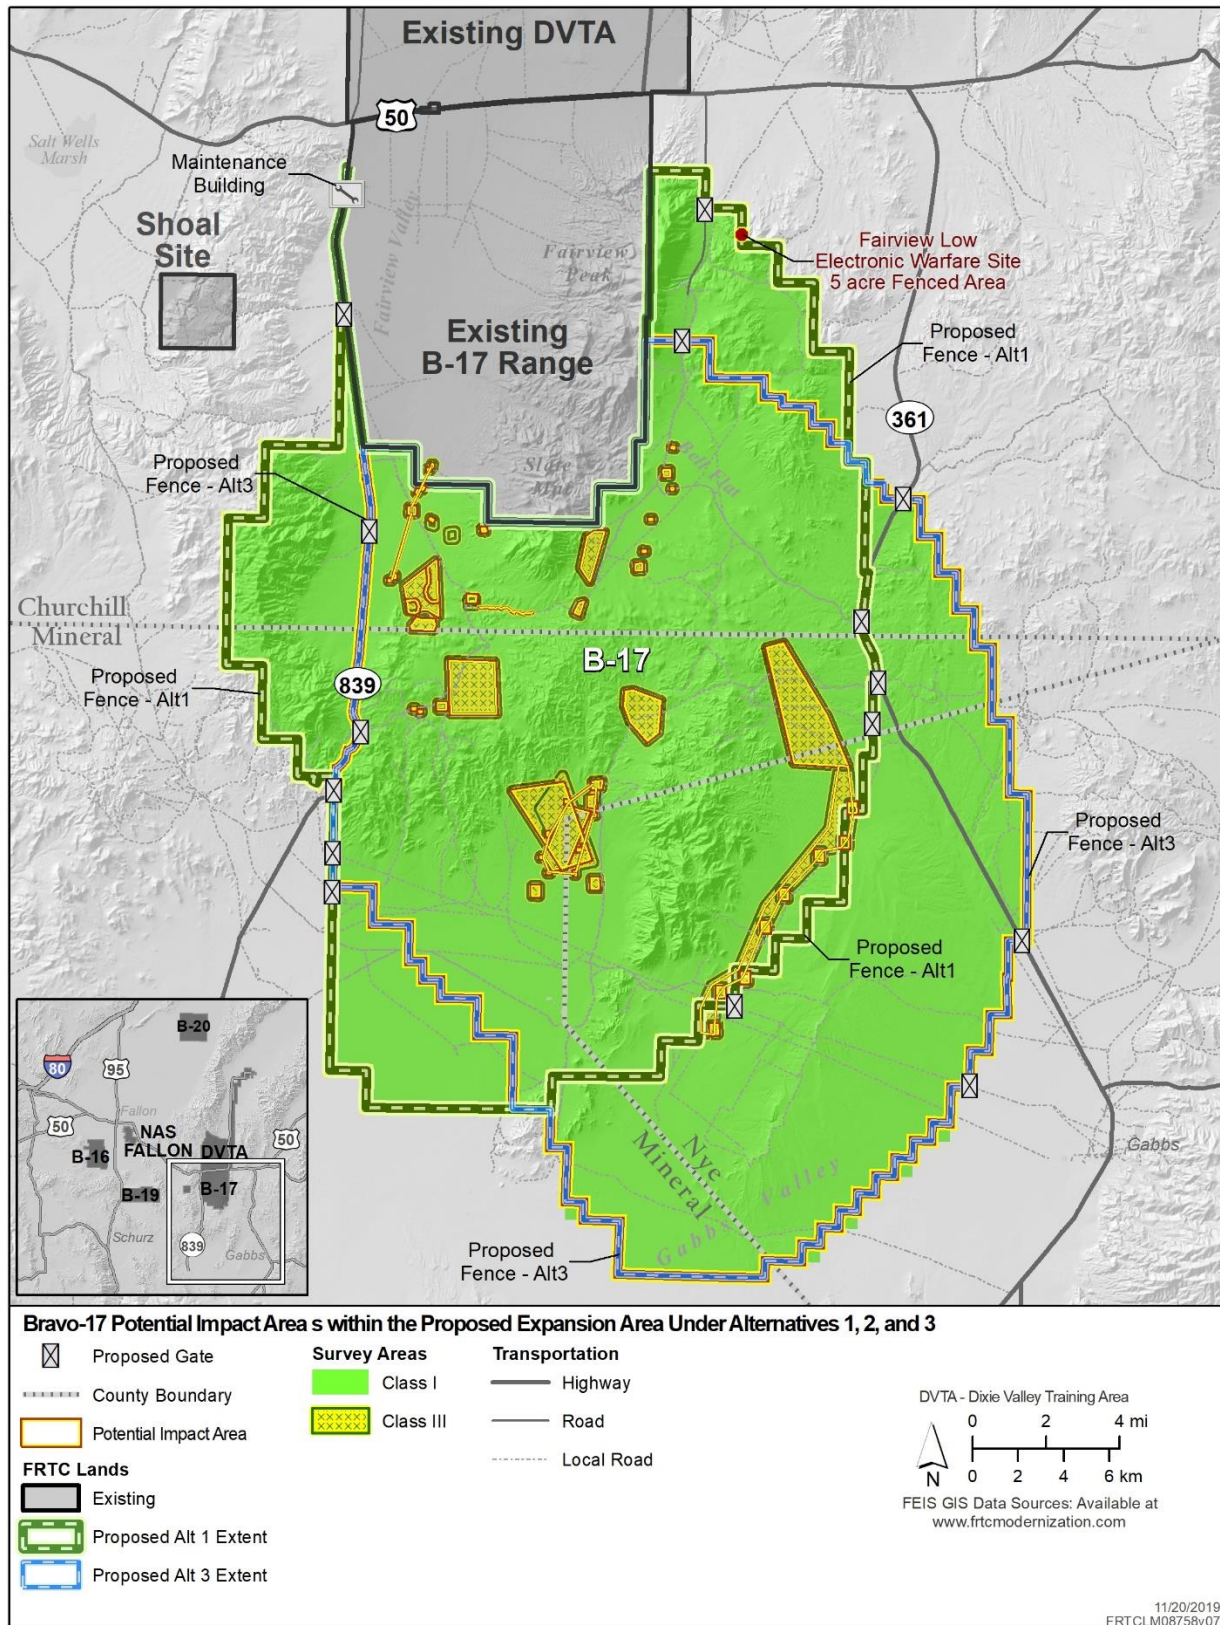 Existing DVTA
50
Salt Wells
Marsh
Maintenance
Building
Shoal
Site
Fairview Valley
Fairview
Peak
Fairview Low
Electronic Warfare Site
5 acre Fenced Area
Existing
B-17 Range
Proposed
Fence - Alt1
361
Proposed
Fence - Alt3
Slate
Mtn
Bell Flat
Churchill
Mineral
B-17
Proposed
Fence - Alt1
839
Proposed
Fence - Alt3
Proposed
Fence - Alt1
Nye
Mineral
Gabbs Valley
Gabbs
Proposed
Fence - Alt3
B-20
80
95
Fallon
50
NAS
FALLON
DVTA
50
B-16
B-19
B-17
Schurz
839
Gabbs
Bravo-17 Potential Impact Area s within the Proposed Expansion Area Under Alternatives 1, 2, and 3
Proposed Gate
County Boundary
Potential Impact Area
FRTC Lands
Existing
Proposed Alt 1 Extent
Proposed Alt 3 Extent
Survey Areas
Class I
Class III
Transportation
Highway
Road
Local Road
DVTA - Dixie Valley Training Area
0 2 4 mi
N 0 2 4 6 km
FEIS GIS Data Sources: Available at
www.frtcmodernization.com
11/20/2019
FRTCLM08758v07